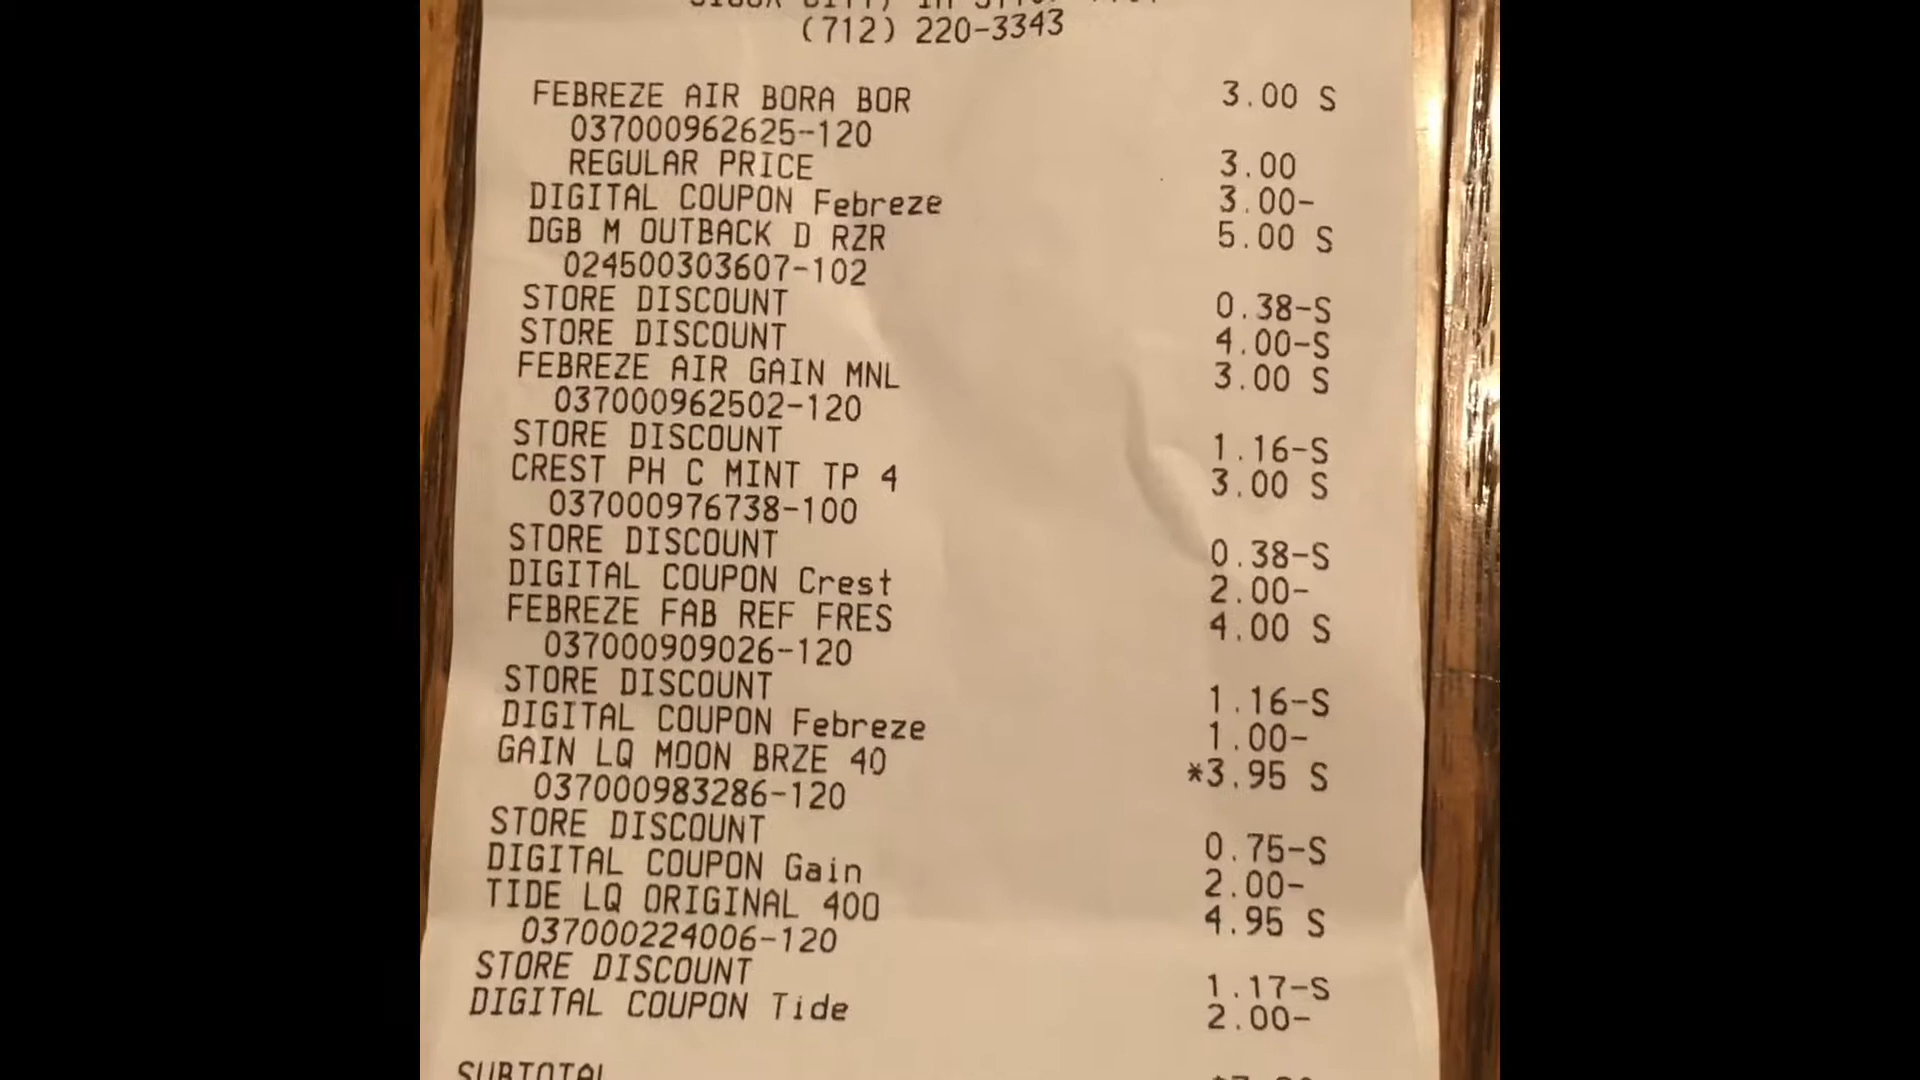 (712) 220-3343
FEBREZE AIR BORA BOR 3.00 S
037000962625-120
REGULAR PRICE 3.00
DIGITAL COUPON Febreze 3.00-
DGB M OUTBACK D RZR 5.00 S
024500303607-102
STORE DISCOUNT 0.38-S
STORE DISCOUNT 4.00-S
FEBREZE AIR GAIN MNL 3.00 S
037000962502-120
STORE DISCOUNT 1.16-S
CREST PH C MINT TP 4 3.00 S
037000976738-100
STORE DISCOUNT 0.38-S
DIGITAL COUPON Crest 2.00-
FEBREZE FAB REF FRES 4.00 S
037000909026-120
STORE DISCOUNT 1.16-S
DIGITAL COUPON Febreze 1.00-
GAIN LQ MOON BRZE 40 *3.95 S
037000983286-120
STORE DISCOUNT 0.75-S
DIGITAL COUPON Gain 2.00-
TIDE LQ ORIGINAL 400 4.95 S
037000224006-120
STORE DISCOUNT 1.17-S
DIGITAL COUPON Tide 2.00-
SUBTOTAL